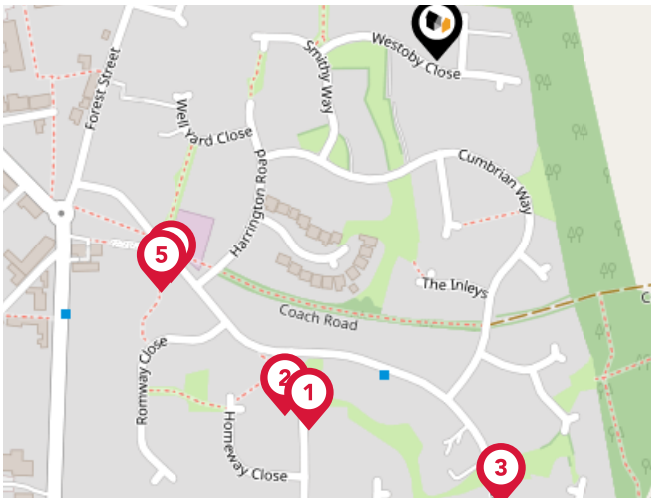 Westoby Close
Smithy Way
Forest Street
Well Yard Close
Cumbrian Way
Harrington Road
5
The Inleys
C
Coach Road
Romway Close
2
1
Homeway Close
3